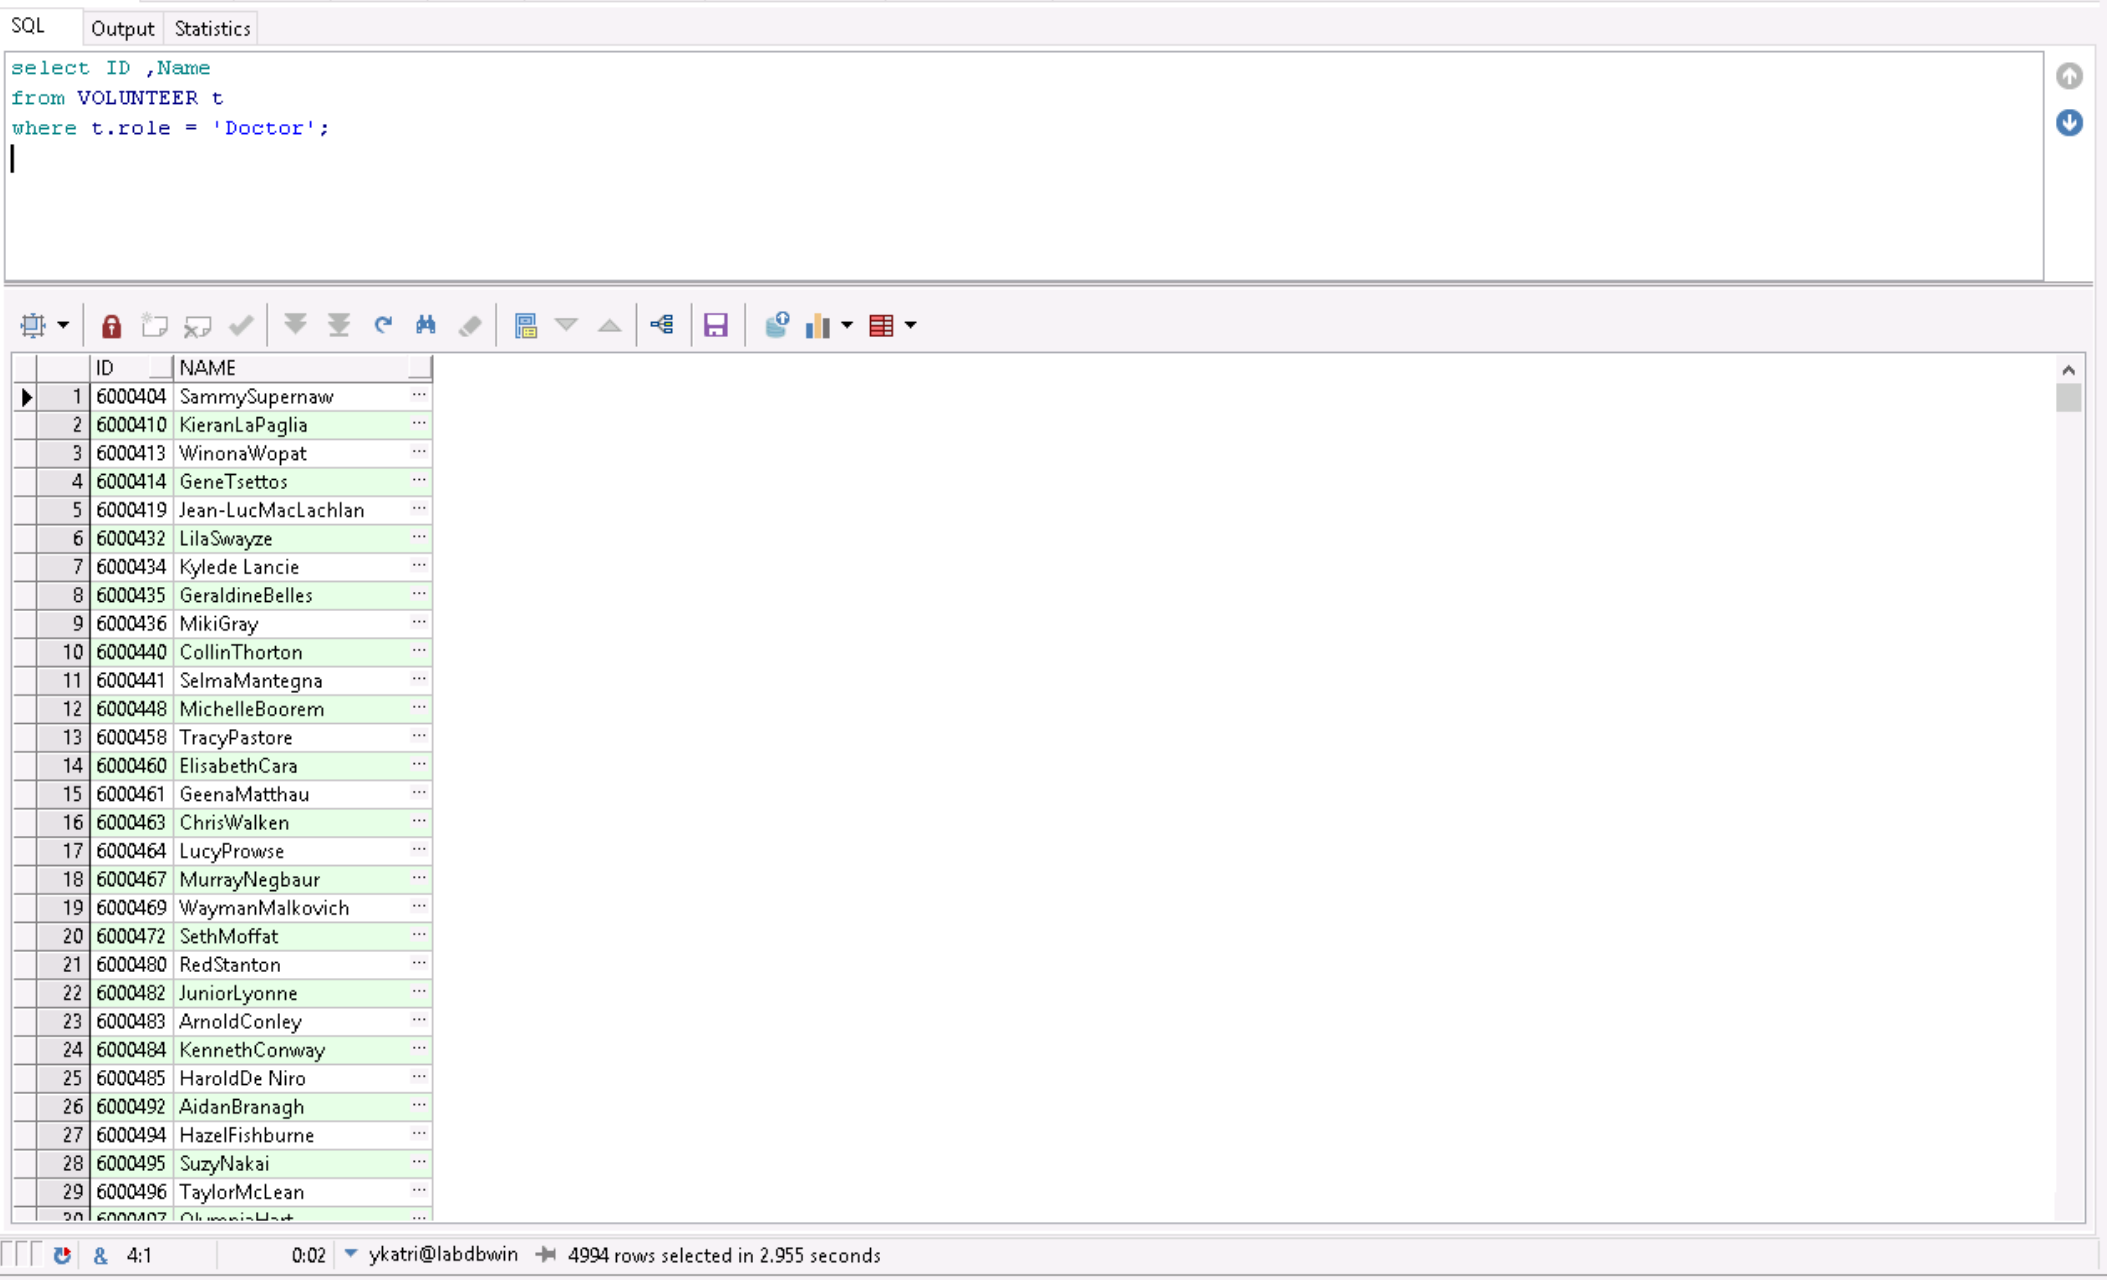 SQL Output Statistics
select ID ,Name
from VOLUNTEER t
where t.role = 'Doctor';
ID NAME
1 6000404 SammySupernaw ...
2 6000410 KieranLaPaglia ...
3 6000413 WinonaWopat ...
4 6000414 GeneTsettos ...
5 6000419 Jean-LucMacLachlan ...
6 6000432 LilaSwayze ...
7 6000434 Kylede Lancie ...
8 6000435 GeraldineBelles ...
9 6000436 MikiGray ...
10 6000440 CollinThorton ...
11 6000441 SelmaMantegna ...
12 6000448 MichelleBoorem ...
13 6000458 TracyPastore ...
14 6000460 ElisabethCara ...
15 6000461 GeenaMatthau ...
16 6000463 ChrisWalken ...
17 6000464 LucyProwse ...
18 6000467 MurrayNegbaur ...
19 6000469 WaymanMalkovich ...
20 6000472 SethMoffat ...
21 6000480 RedStanton ...
22 6000482 JuniorLyonne ...
23 6000483 ArnoldConley ...
24 6000484 KennethConway ...
25 6000485 HaroldDe Niro ...
26 6000492 AidanBranagh ...
27 6000494 HazelFishburne ...
28 6000495 SuzyNakai ...
29 6000496 TaylorMcLean ...
30 6000497 OlympiaHart ...
& 4:1 0:02 ykatri@labdbwin 4994 rows selected in 2.955 seconds